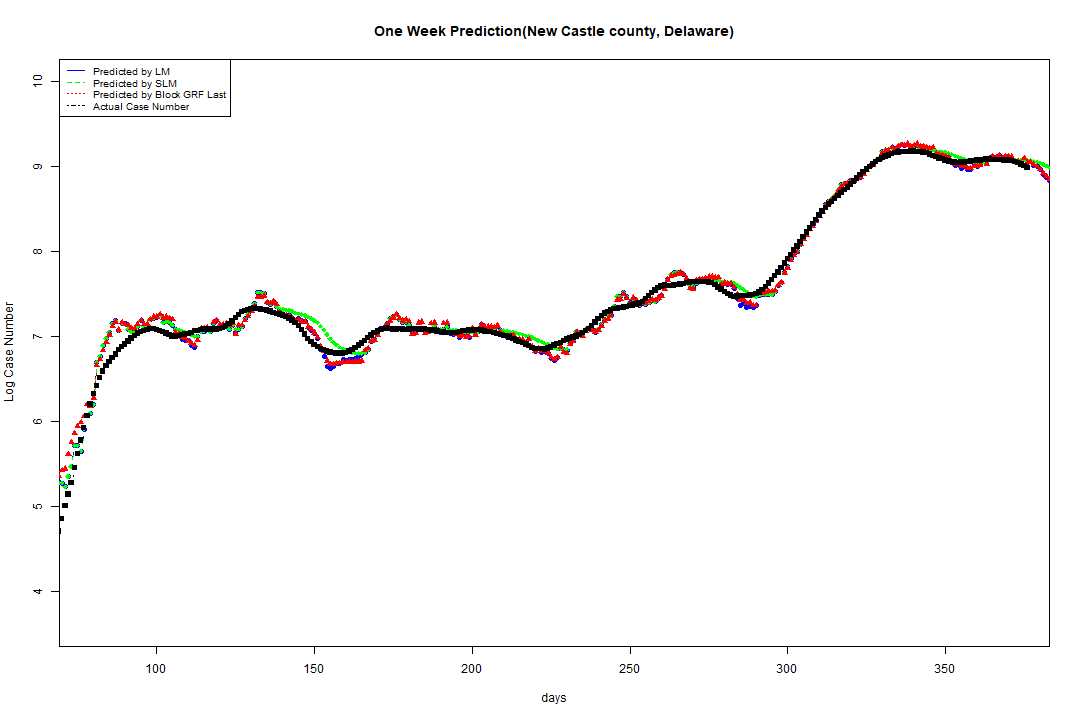 One Week Prediction(New Castle county, Delaware)
Predicted by LM
Predicted by SLM
Predicted by Block GRF Last
Actual Case Number
10
9
8
7
6
5
4
Log Case Number
100 150 200 250 300 350
days